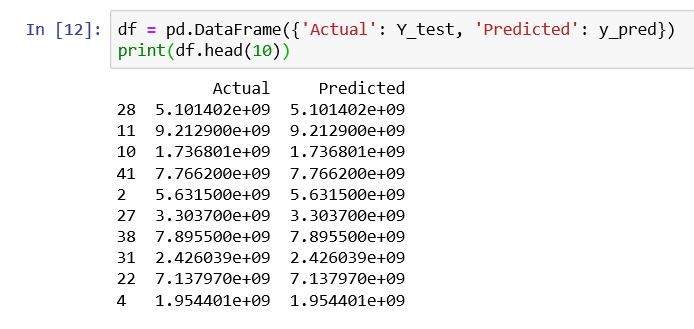 In [12]: df = pd.DataFrame({'Actual': Y_test, 'Predicted': y_pred})
print(df.head(10))
Actual Predicted
28 5.101402e+09 5.101402e+09
11 9.212900e+09 9.212900e+09
10 1.736801e+09 1.736801e+09
41 7.766200e+09 7.766200e+09
2 5.631500e+09 5.631500e+09
27 3.303700e+09 3.303700e+09
38 7.895500e+09 7.895500e+09
31 2.426039e+09 2.426039e+09
22 7.137970e+09 7.137970e+09
4 1.954401e+09 1.954401e+09